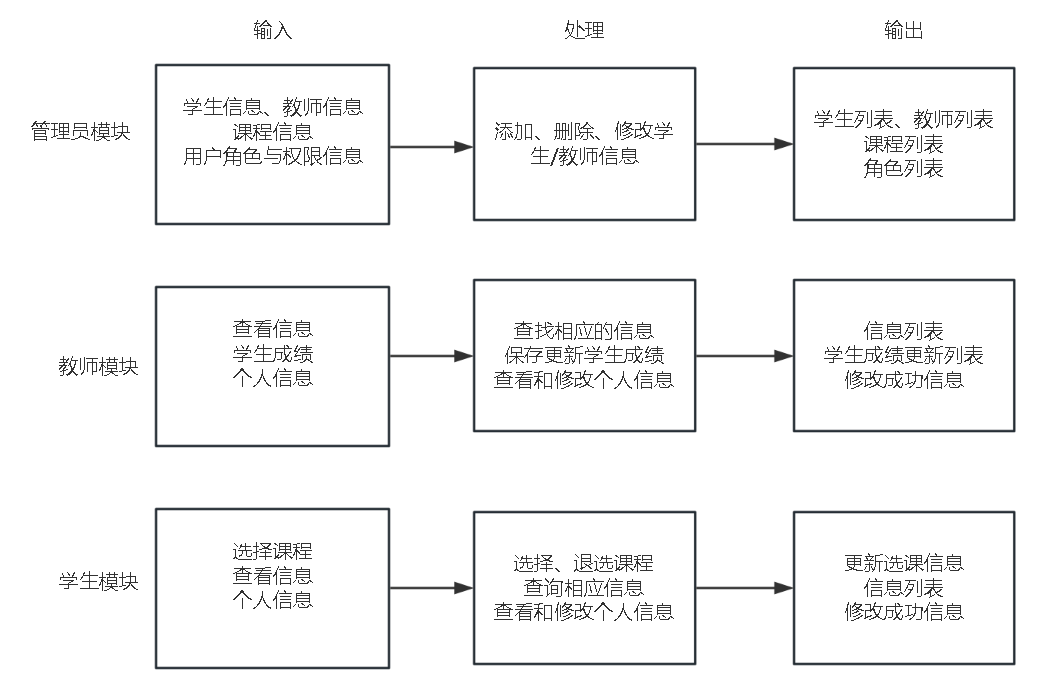 输入
处理
输出
管理员模块
学生信息、教师信息
课程信息
用户角色与权限信息
添加、删除、修改学
生/教师信息
学生列表、教师列表
课程列表
角色列表
教师模块
查看信息
学生成绩
个人信息
查找相应的信息
保存更新学生成绩
查看和修改个人信息
信息列表
学生成绩更新列表
修改成功信息
学生模块
选择课程
查看信息
个人信息
选择、退选课程
查询相应信息
查看和修改个人信息
更新选课信息
信息列表
修改成功信息